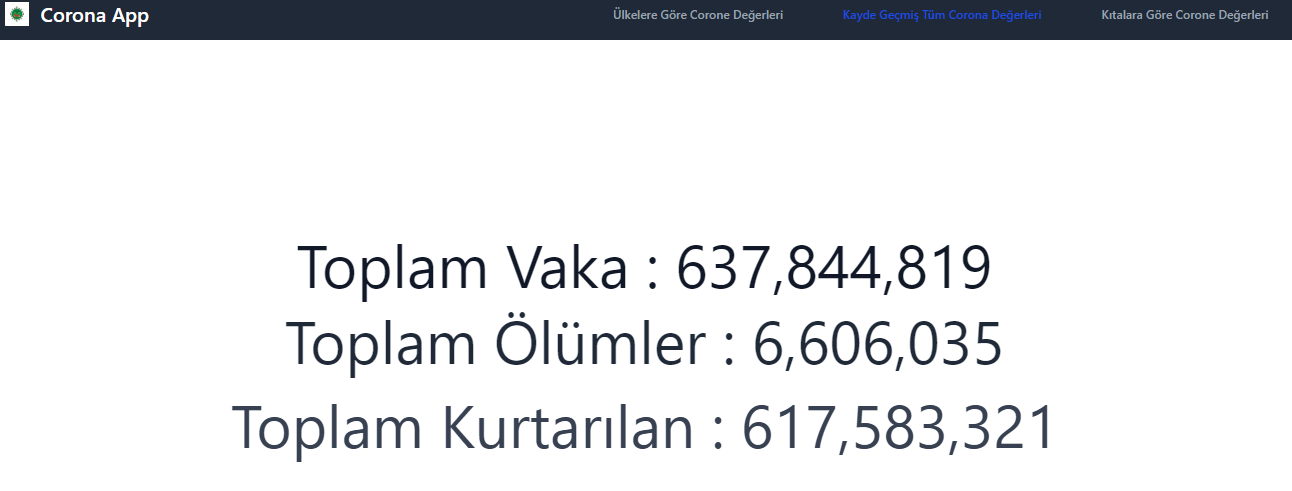 Corona App
Ülkelere Göre Corone Değerleri
Kayde Geçmiş Tüm Corona Değerleri
Kıtalara Göre Corone Değerleri
Toplam Vaka : 637,844,819
Toplam Ölümler : 6,606,035
Toplam Kurtarılan : 617,583,321